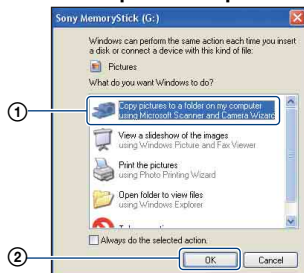 Sony MemoryStick (G:)
Windows can perform the same action each time you insert
a disk or connect a device with this kind of file:
Pictures
What do you want Windows to do?
① Copy pictures to a folder on my computer
using Microsoft Scanner and Camera Wizard
View a slideshow of the images
using Windows Picture and Fax Viewer
Print the pictures
using Photo Printing Wizard
Open folder to view files
using Windows Explorer
Always do the selected action.
② OK Cancel